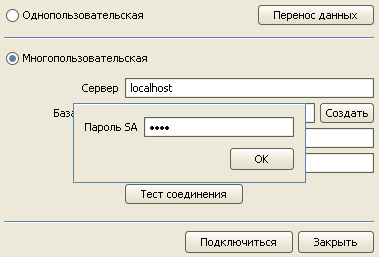 Однопользовательская
Перенос данных
Многопользовательская
Сервер localhost
База
Создать
Пароль SA ••••
OK
Тест соединения
Подключиться
Закрыть